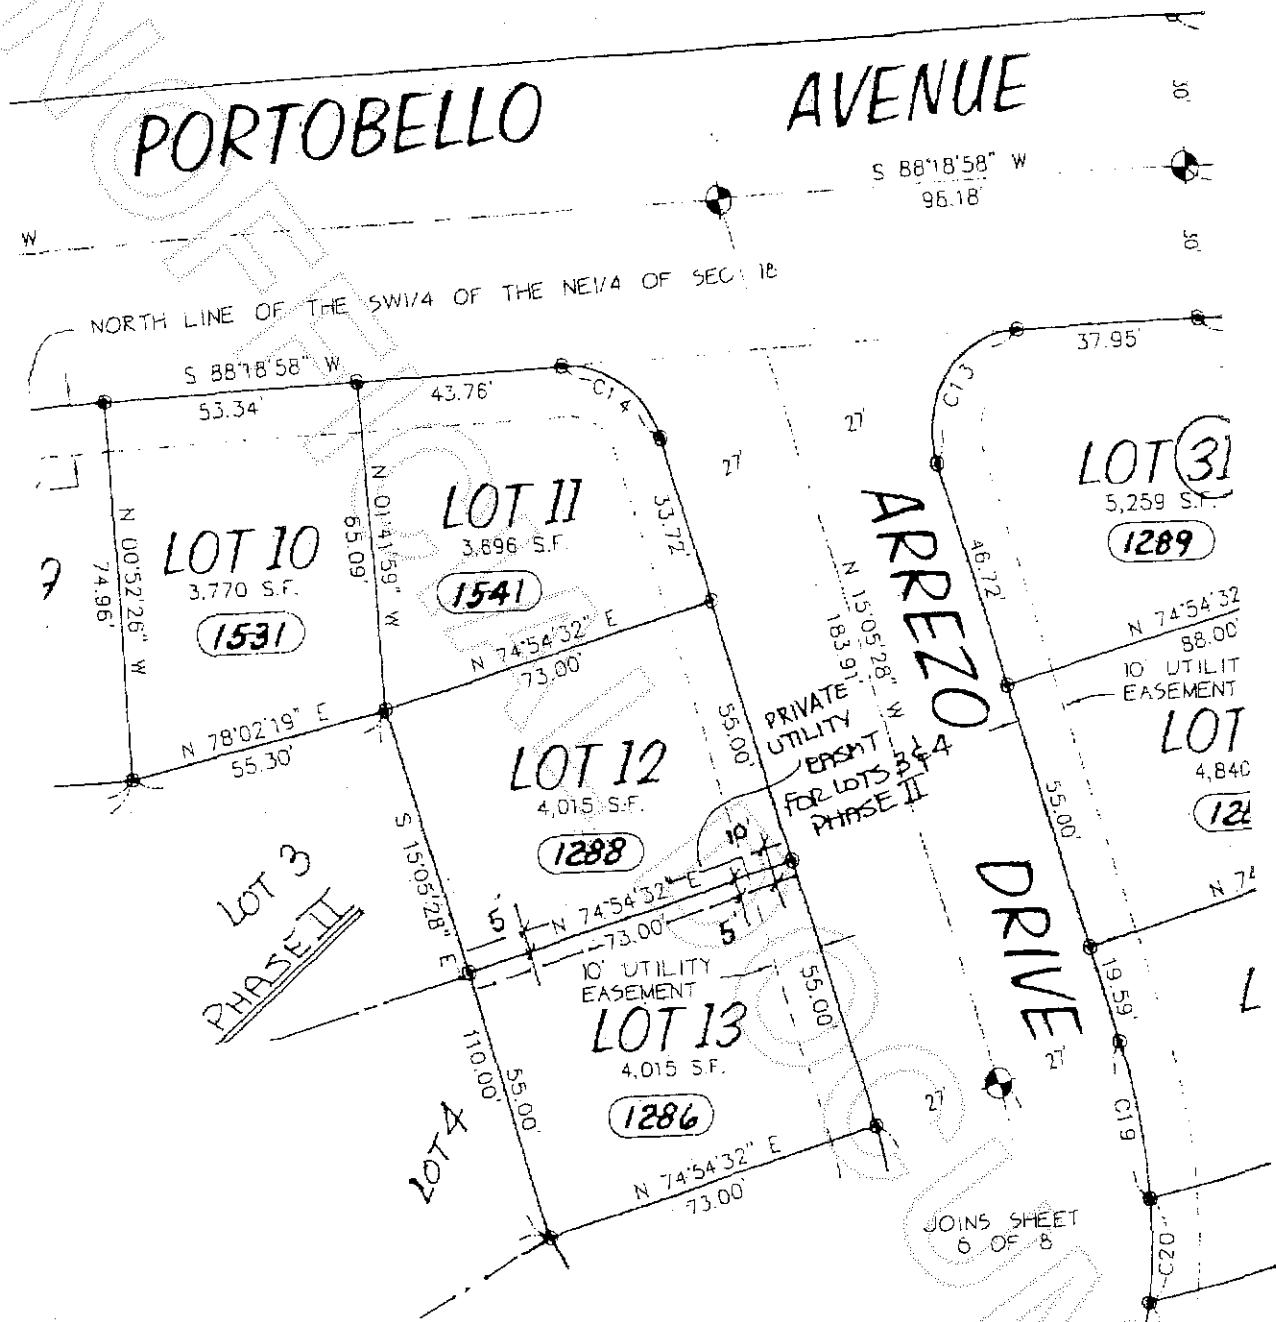 PORTOBELLO AVENUE
30'
S 88°18'58" W
96.18'
30'
W
NORTH LINE OF THE SW1/4 OF THE NE1/4 OF SEC. 18
S 88°18'58" W
53.34'
43.76'
C14
C13
37.95'
27'
27'
LOT 10
3,770 S.F.
1531
N 00°52'26" W
74.96'
N 01°41'59" W
65.09'
LOT 11
3,696 S.F.
1541
33.72'
LOT 31
5,259 S.F.
1289
46.72'
ARREZO DRIVE
N 15°05'28" W
183.91'
N 74°54'32"
88.00'
10' UTILIT
EASEMENT
N 74°54'32" E
73.00'
N 78°02'19" E
55.30'
LOT 12
4,015 S.F.
1288
55.00'
PRIVATE
UTILITY
EASMT
FOR LOTS 3 & 4
PHASE II
LOT
4,840
55.00'
S 15°05'28" E
110.00'
10'
5'
5'
N 74°54'32" E
73.00'
LOT 3
PHASE II
10' UTILITY
EASEMENT
LOT 13
4,015 S.F.
1286
55.00'
55.00'
N 74
19.59'
L
27'
27'
C19
LOT 4
N 74°54'32" E
73.00'
JOINS SHEET
6 OF 8
C20